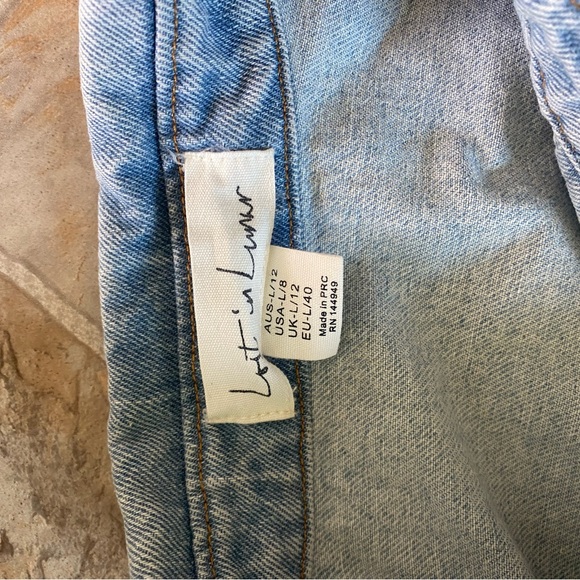 Lost in Lunar
AUS-L/12
USA-L/8
UK-L/12
EU-L/40
Made in PRC
RN 144949